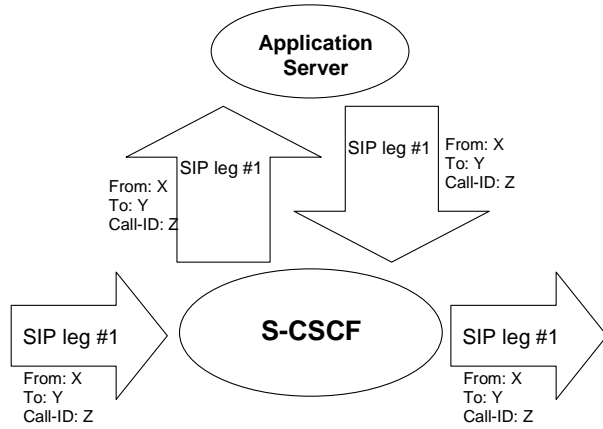 Application
Server
SIP leg #1
From: X
To: Y
Call-ID: Z
SIP leg #1
From: X
To: Y
Call-ID: Z
S-CSCF
SIP leg #1
From: X
To: Y
Call-ID: Z
SIP leg #1
From: X
To: Y
Call-ID: Z